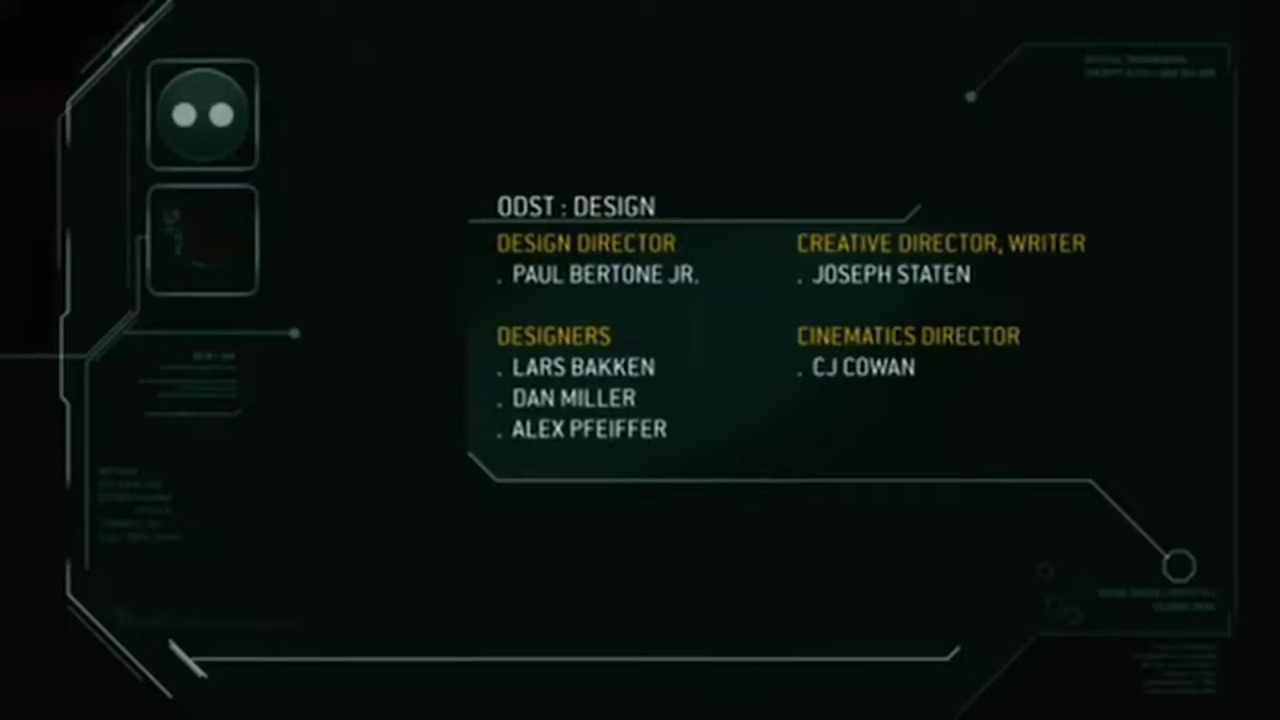 ODST : DESIGN
DESIGN DIRECTOR
. PAUL BERTONE JR.
DESIGNERS
. LARS BAKKEN
. DAN MILLER
. ALEX PFEIFFER
CREATIVE DIRECTOR, WRITER
. JOSEPH STATEN
CINEMATICS DIRECTOR
. CJ COWAN